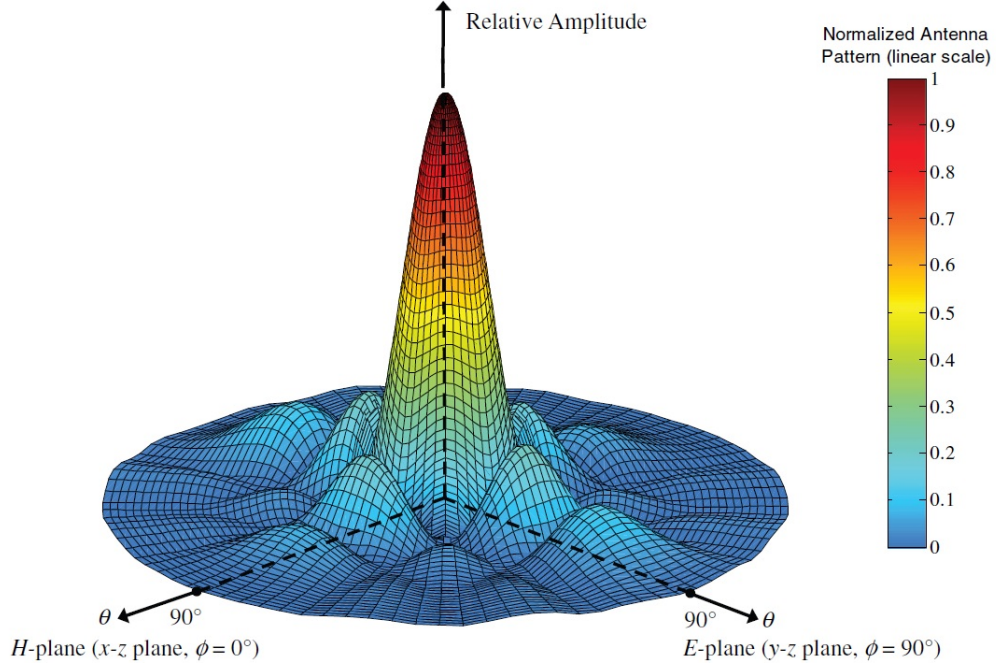 Relative Amplitude
Normalized Antenna
Pattern (linear scale)
1
0.9
0.8
0.7
0.6
0.5
0.4
0.3
0.2
0.1
0
θ
90°
H-plane (x-z plane, ϕ = 0°)
90°
θ
E-plane (y-z plane, ϕ = 90°)